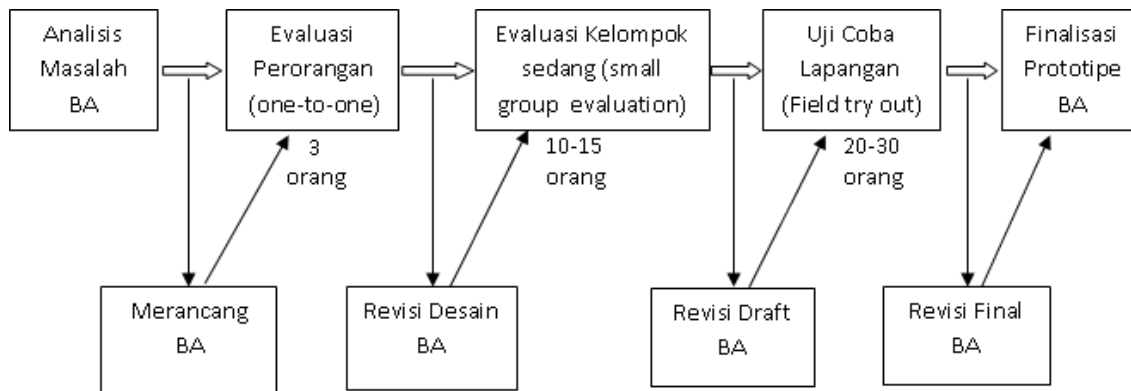 Analisis
Masalah
BA
Evaluasi
Perorangan
(one-to-one)
Evaluasi Kelompok
sedang (small
group evaluation)
Uji Coba
Lapangan
(Field try out)
Finalisasi
Prototipe
BA
3
orang
10-15
orang
20-30
orang
Merancang
BA
Revisi Desain
BA
Revisi Draft
BA
Revisi Final
BA